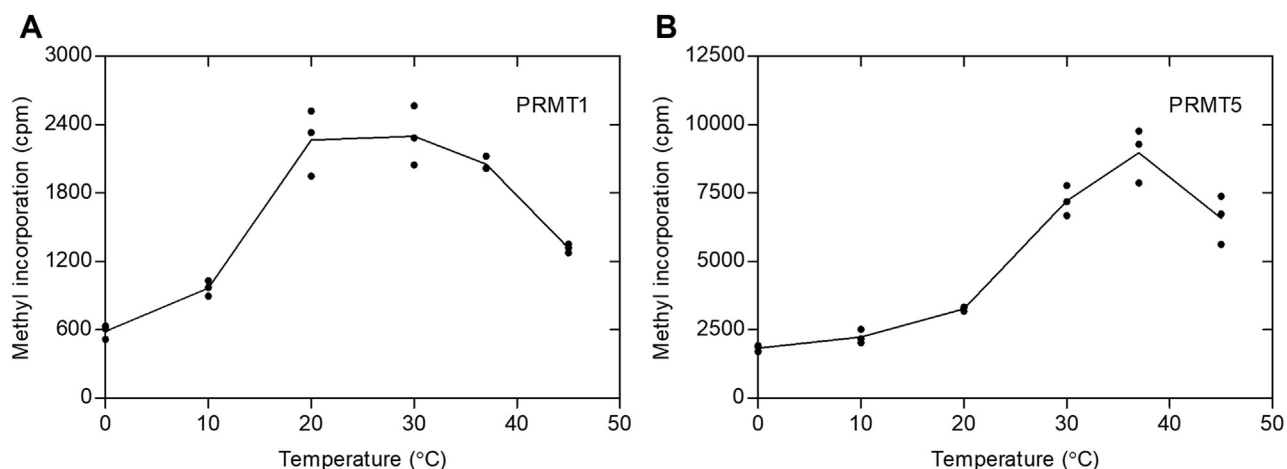 A
3000
2400
1800
1200
600
0
Methyl incorporation (cpm)
PRMT1
0 10 20 30 40 50
Temperature (°C)
B
12500
10000
7500
5000
2500
0
Methyl incorporation (cpm)
PRMT5
0 10 20 30 40 50
Temperature (°C)